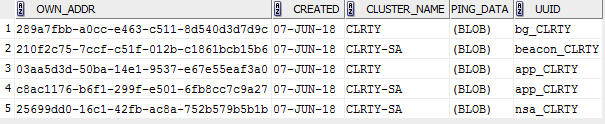 OWN_ADDR CREATED CLUSTER_NAME PING_DATA UUID
1 289a7fbb-a0cc-e463-c511-8d540d3d7d9c 07-JUN-18 CLRTY (BLOB) bg_CLRTY
2 210f2c75-7ccf-c51f-012b-c1861bcb15b6 07-JUN-18 CLRTY-SA (BLOB) beacon_CLRTY
3 03aa5d3d-50ba-14e1-9537-e67e55eaf3a0 07-JUN-18 CLRTY (BLOB) app_CLRTY
4 c8ac1176-b6f1-299f-e501-6fb8cc7c9a27 07-JUN-18 CLRTY-SA (BLOB) app_CLRTY
5 25699dd0-16c1-42fb-ac8a-752b579b5b1b 07-JUN-18 CLRTY-SA (BLOB) nsa_CLRTY